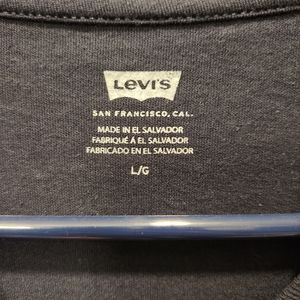 Levi's
SAN FRANCISCO, CAL.
MADE IN EL SALVADOR
FABRIQUÉ À EL SALVADOR
FABRICADO EN EL SALVADOR
L/G